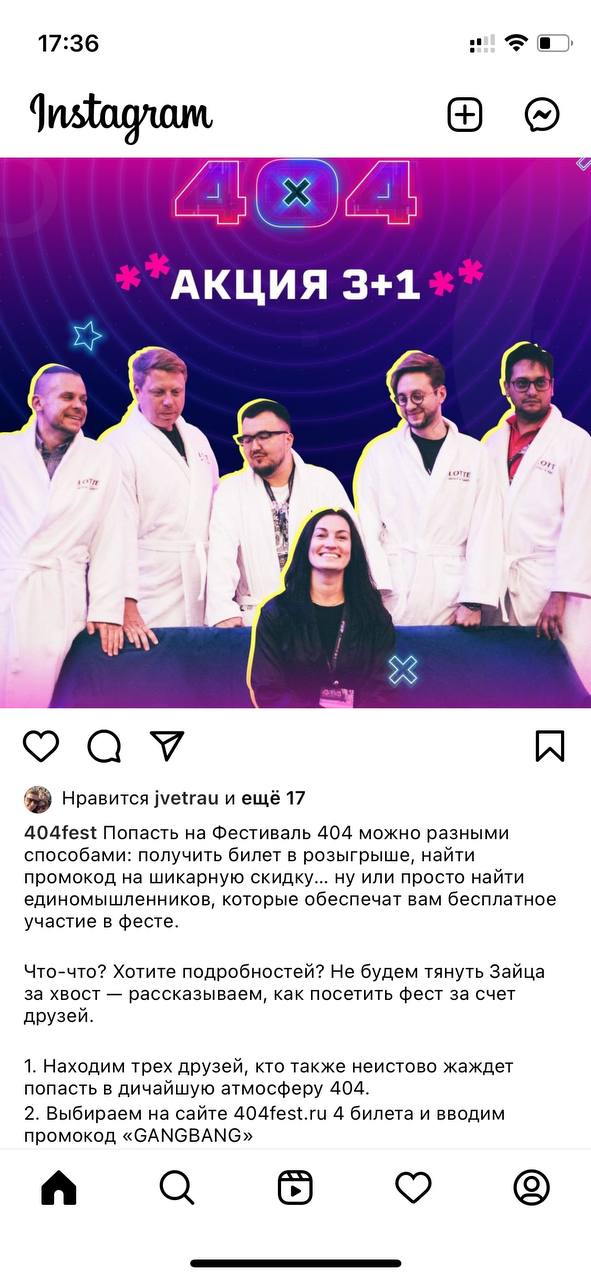 17:36
Instagram
404
**АКЦИЯ 3+1**
LOTTE
LOTTE
Нравится jvetrau и ещё 17
404fest Попасть на Фестиваль 404 можно разными
способами: получить билет в розыгрыше, найти
промокод на шикарную скидку... ну или просто найти
единомышленников, которые обеспечат вам бесплатное
участие в фесте.
Что-что? Хотите подробностей? Не будем тянуть Зайца
за хвост — рассказываем, как посетить фест за счет
друзей.
1. Находим трех друзей, кто также неистово жаждет
попасть в дичайшую атмосферу 404.
2. Выбираем на сайте 404fest.ru 4 билета и вводим
промокод «GANGBANG»